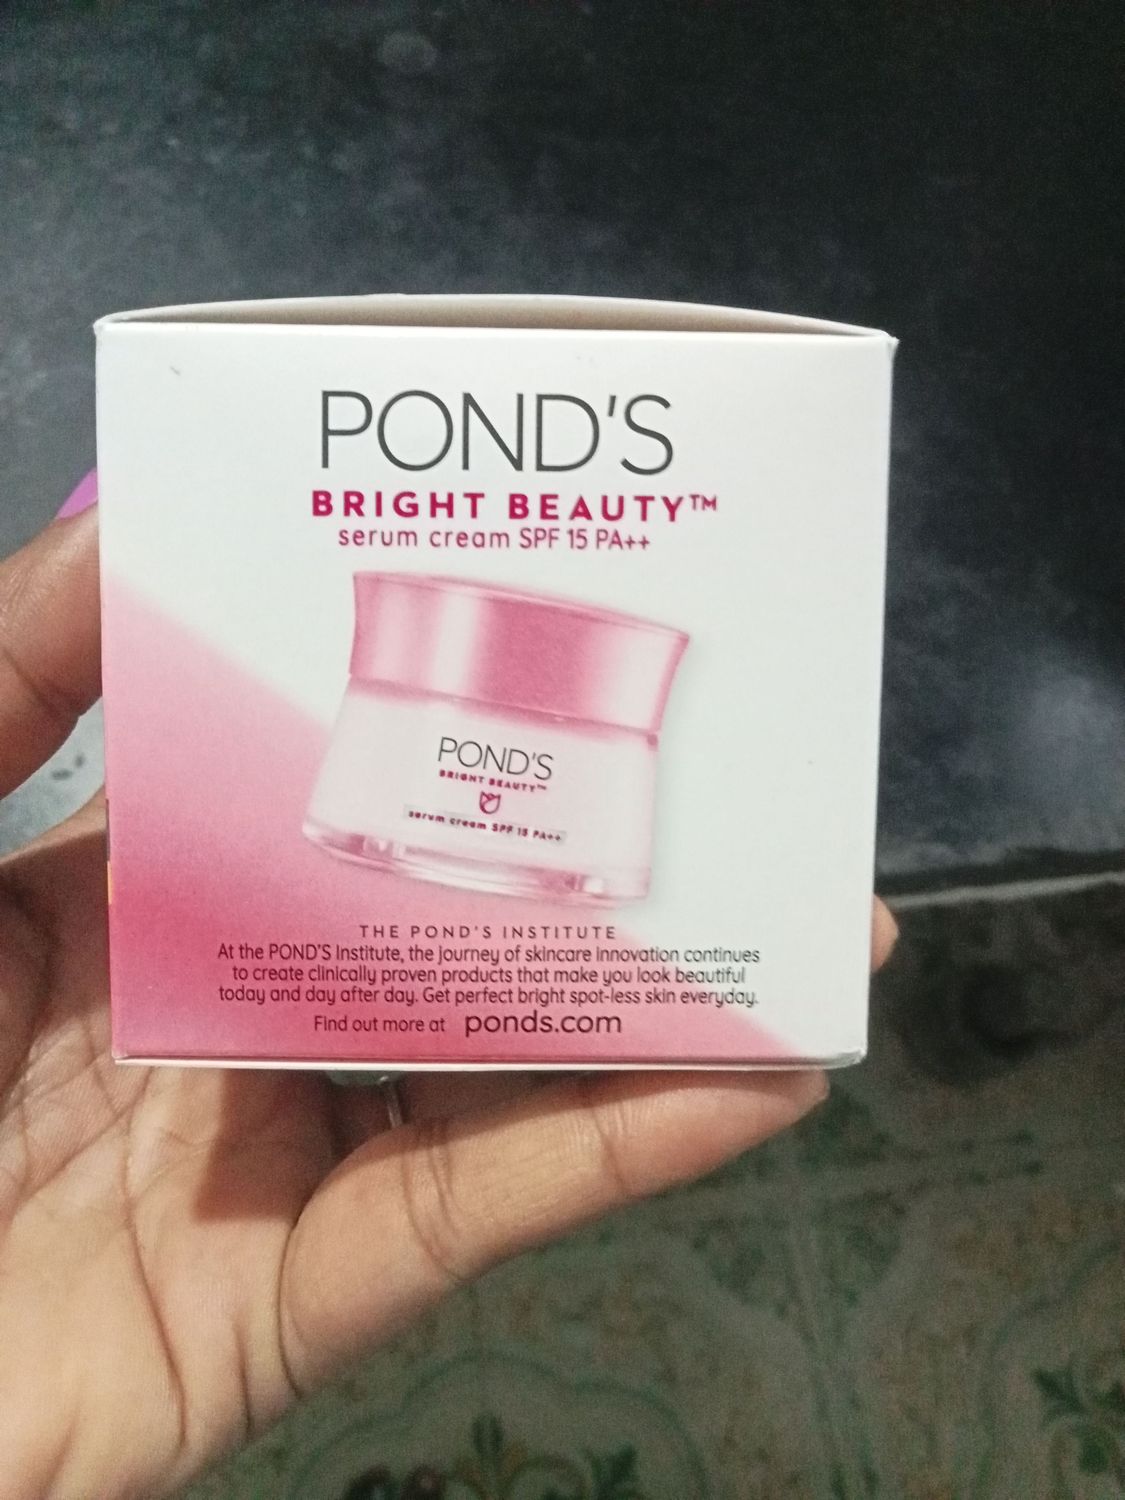 POND'S
BRIGHT BEAUTY™
serum cream SPF 15 PA++
POND'S
BRIGHT BEAUTY™
serum cream SPF 15 PA++
THE POND'S INSTITUTE
At the POND'S Institute, the journey of skincare innovation continues
to create clinically proven products that make you look beautiful
today and day after day. Get perfect bright spot-less skin everyday.
Find out more at ponds.com